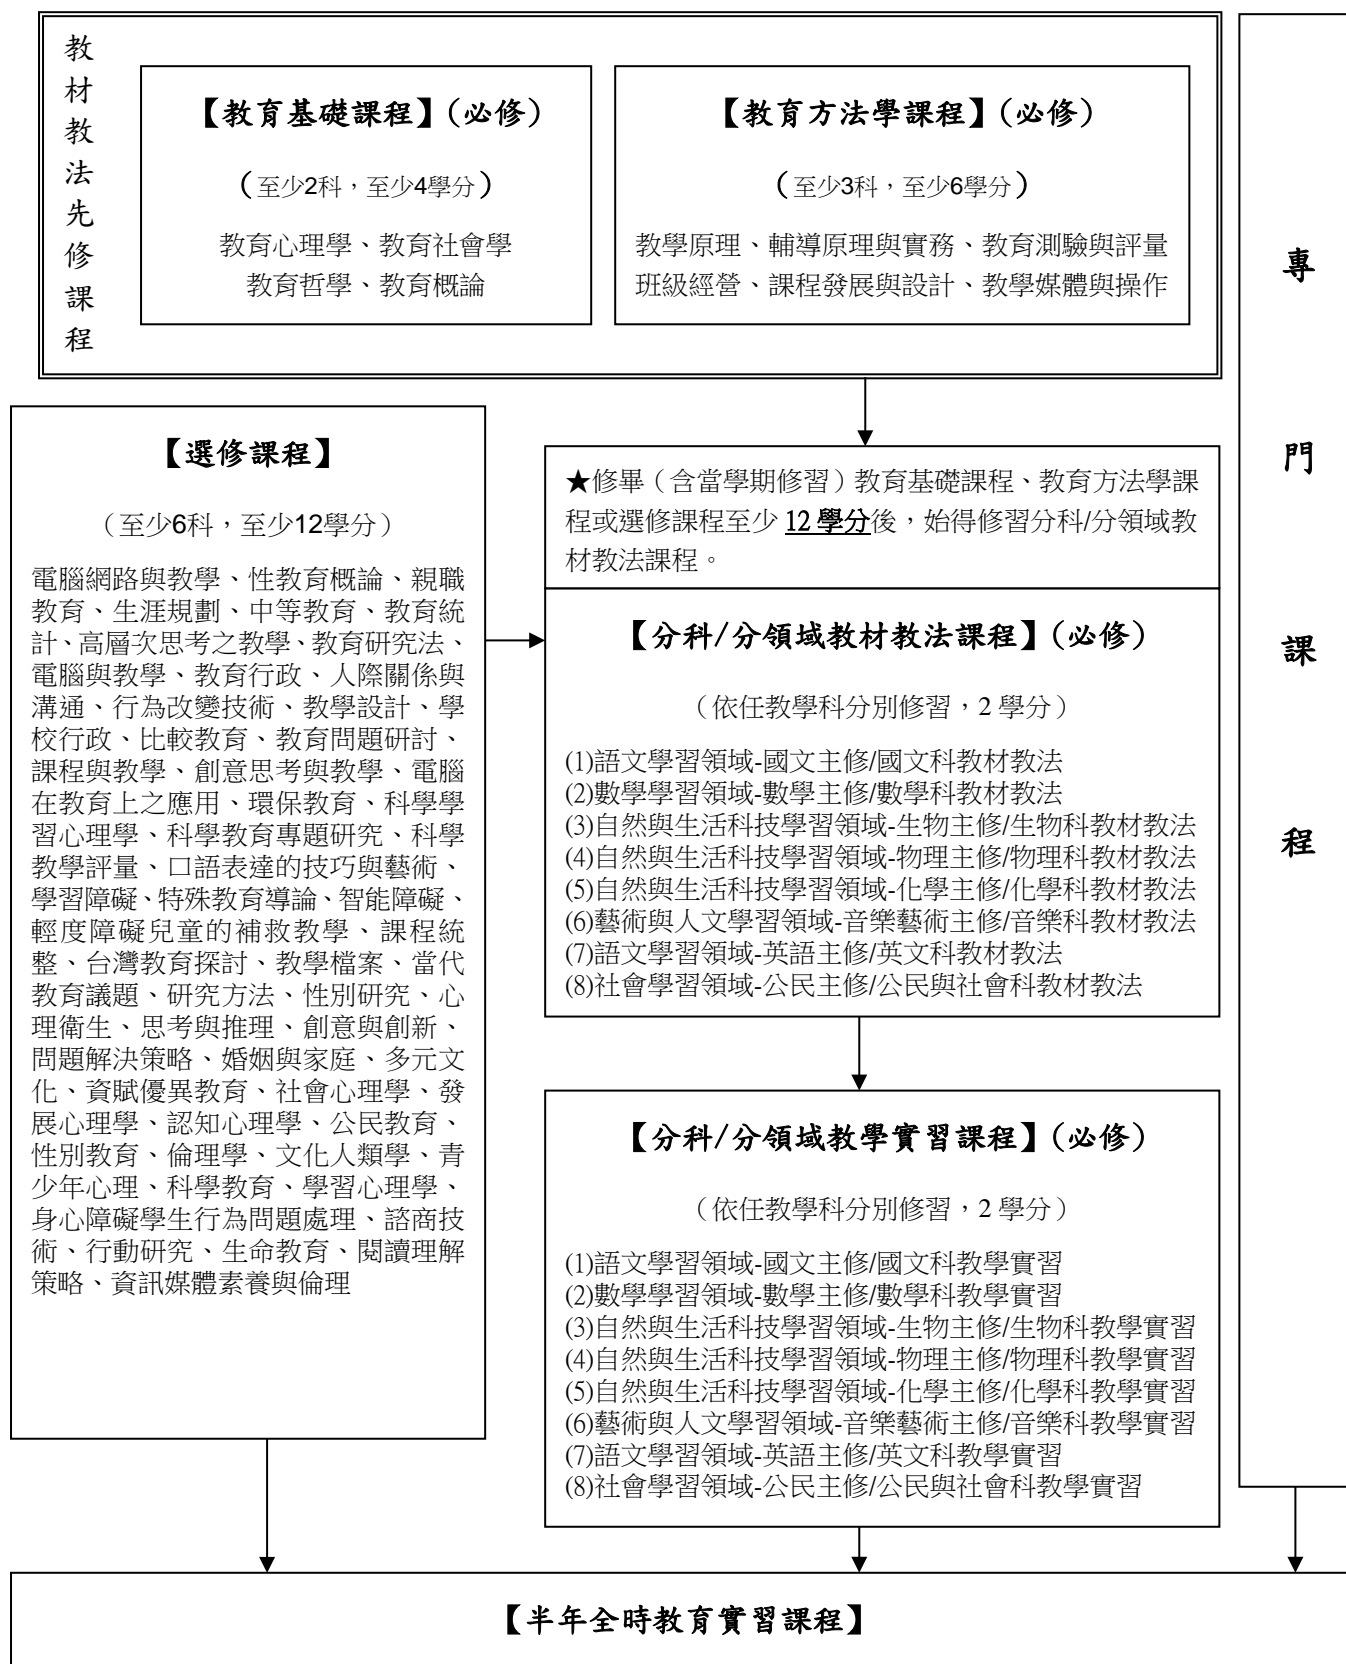 教材教法先修課程
【教育基礎課程】(必修)
（至少2科，至少4學分）
教育心理學、教育社會學
教育哲學、教育概論
【教育方法學課程】(必修)
（至少3科，至少6學分）
教學原理、輔導原理與實務、教育測驗與評量
班級經營、課程發展與設計、教學媒體與操作
專門課程
【選修課程】
（至少6科，至少12學分）
電腦網路與教學、性教育概論、親職
教育、生涯規劃、中等教育、教育統
計、高層次思考之教學、教育研究法、
電腦與教學、教育行政、人際關係與
溝通、行為改變技術、教學設計、學
校行政、比較教育、教育問題研討、
課程與教學、創意思考與教學、電腦
在教育上之應用、環保教育、科學學
習心理學、科學教育專題研究、科學
教學評量、口語表達的技巧與藝術、
學習障礙、特殊教育導論、智能障礙、
輕度障礙兒童的補救教學、課程統
整、台灣教育探討、教學檔案、當代
教育議題、研究方法、性別研究、心
理衛生、思考與推理、創意與創新、
問題解決策略、婚姻與家庭、多元文
化、資賦優異教育、社會心理學、發
展心理學、認知心理學、公民教育、
性別教育、倫理學、文化人類學、青
少年心理、科學教育、學習心理學、
身心障礙學生行為問題處理、諮商技
術、行動研究、生命教育、閱讀理解
策略、資訊媒體素養與倫理
★修畢（含當學期修習）教育基礎課程、教育方法學課
程或選修課程至少 12 學分後，始得修習分科/分領域教
材教法課程。
【分科/分領域教材教法課程】(必修)
（依任教學科分別修習，2 學分）
(1)語文學習領域-國文主修/國文科教材教法
(2)數學學習領域-數學主修/數學科教材教法
(3)自然與生活科技學習領域-生物主修/生物科教材教法
(4)自然與生活科技學習領域-物理主修/物理科教材教法
(5)自然與生活科技學習領域-化學主修/化學科教材教法
(6)藝術與人文學習領域-音樂藝術主修/音樂科教材教法
(7)語文學習領域-英語主修/英文科教材教法
(8)社會學習領域-公民主修/公民與社會科教材教法
【分科/分領域教學實習課程】(必修)
（依任教學科分別修習，2 學分）
(1)語文學習領域-國文主修/國文科教學實習
(2)數學學習領域-數學主修/數學科教學實習
(3)自然與生活科技學習領域-生物主修/生物科教學實習
(4)自然與生活科技學習領域-物理主修/物理科教學實習
(5)自然與生活科技學習領域-化學主修/化學科教學實習
(6)藝術與人文學習領域-音樂藝術主修/音樂科教學實習
(7)語文學習領域-英語主修/英文科教學實習
(8)社會學習領域-公民主修/公民與社會科教學實習
【半年全時教育實習課程】